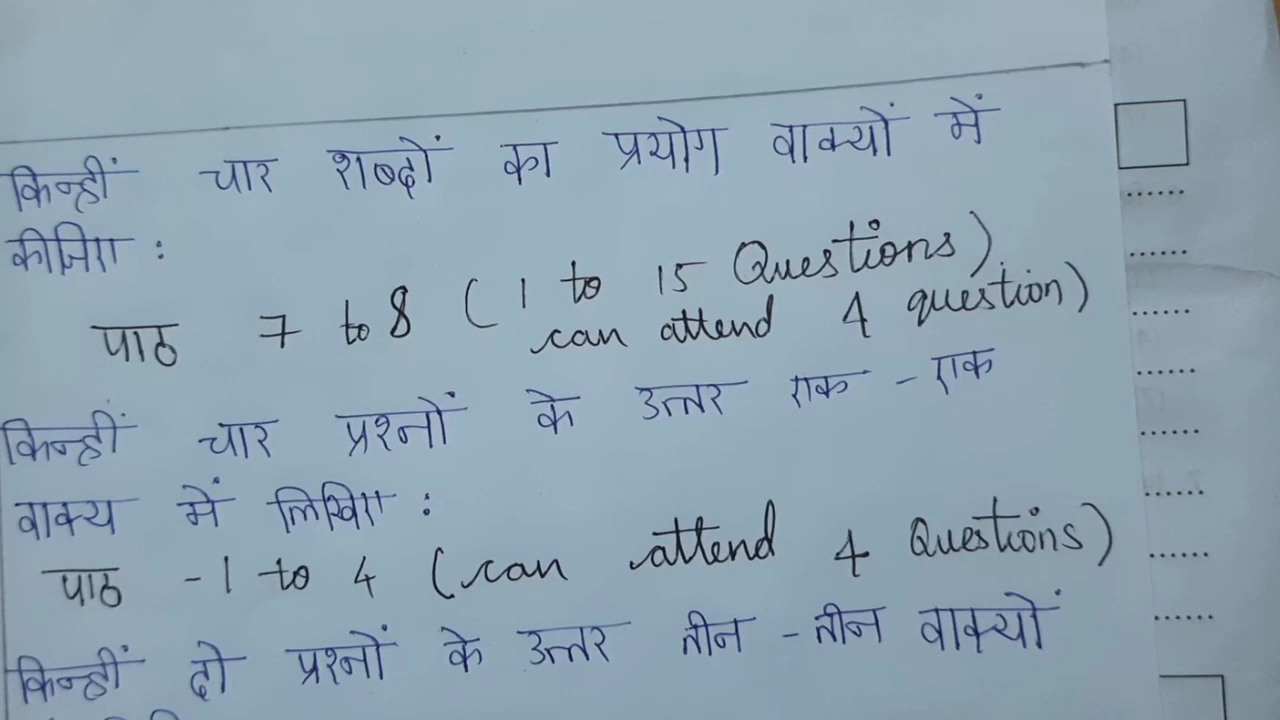 किन्हीं चार शब्दों का प्रयोग वाक्यों में
कीजिए :
पाठ 7 to 8 (1 to 15 Questions)
can attend 4 question)
किन्हीं चार प्रश्नों के उत्तर एक - एक
वाक्य में लिखिए :
पाठ - 1 to 4 (can attend 4 Questions)
किन्हीं दो प्रश्नों के उत्तर तीन - तीन वाक्यों